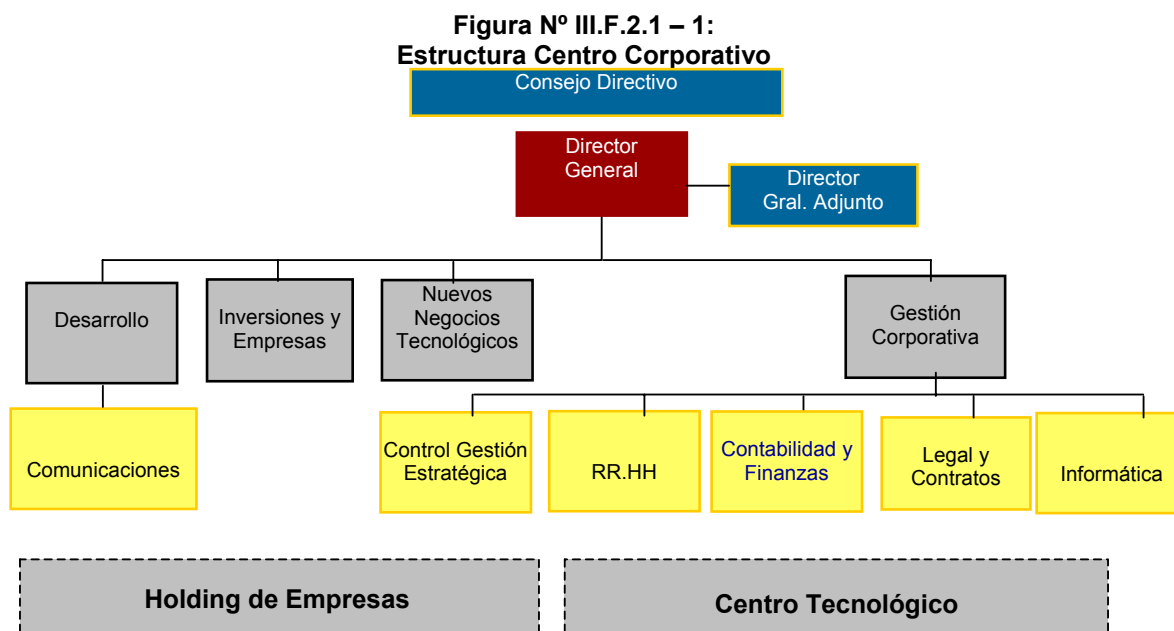 Figura Nº III.F.2.1 – 1:
Estructura Centro Corporativo
Consejo Directivo
Director
General
Director
Gral. Adjunto
Desarrollo
Inversiones y
Empresas
Nuevos
Negocios
Tecnológicos
Gestión
Corporativa
Comunicaciones
Control Gestión
Estratégica
RR.HH
Contabilidad y
Finanzas
Legal y
Contratos
Informática
Holding de Empresas
Centro Tecnológico